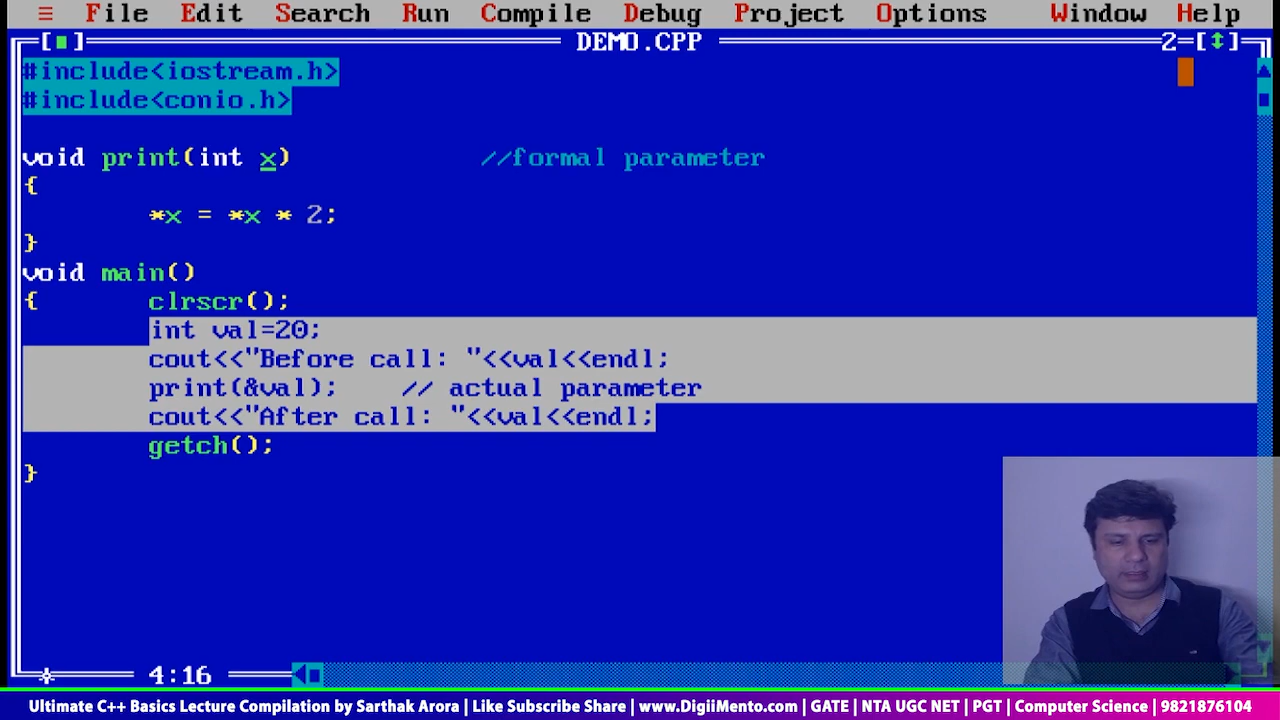 ≡ File Edit Search Run Compile Debug Project Options Window Help
[■] DEMO.CPP 2=[↕]
#include<iostream.h>
#include<conio.h>
void print(int x) //formal parameter
{
*x = *x * 2;
}
void main()
{ clrscr();
int val=20;
cout<<"Before call: "<<val<<endl;
print(&val); // actual parameter
cout<<"After call: "<<val<<endl;
getch();
}
4:16
Ultimate C++ Basics Lecture Compilation by Sarthak Arora | Like Subscribe Share | www.DigiiMento.com | GATE | NTA UGC NET | PGT | Computer Science | 9821876104